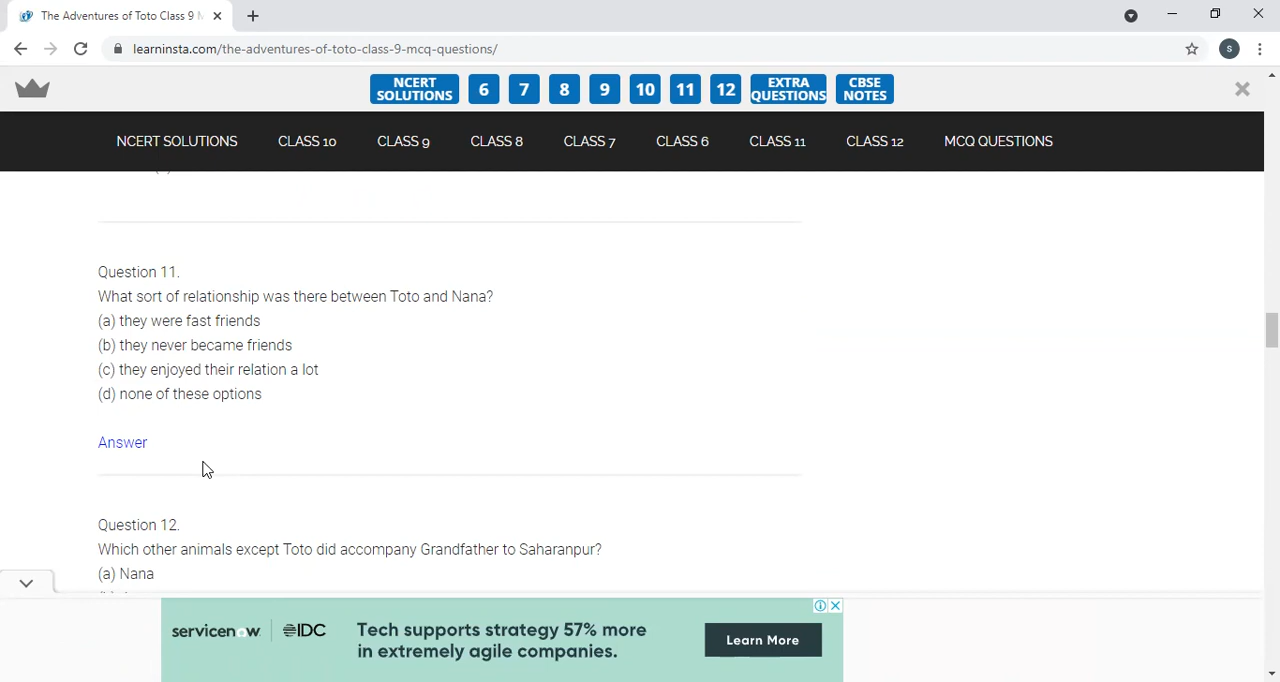 The Adventures of Toto Class 9 M
learninsta.com/the-adventures-of-toto-class-9-mcq-questions/
S
NCERT SOLUTIONS 6 7 8 9 10 11 12 EXTRA QUESTIONS CBSE NOTES
NCERT SOLUTIONS CLASS 10 CLASS 9 CLASS 8 CLASS 7 CLASS 6 CLASS 11 CLASS 12 MCQ QUESTIONS
Question 11.
What sort of relationship was there between Toto and Nana?
(a) they were fast friends
(b) they never became friends
(c) they enjoyed their relation a lot
(d) none of these options
Answer
Question 12.
Which other animals except Toto did accompany Grandfather to Saharanpur?
(a) Nana
servicenow IDC
Tech supports strategy 57% more
in extremely agile companies.
Learn More